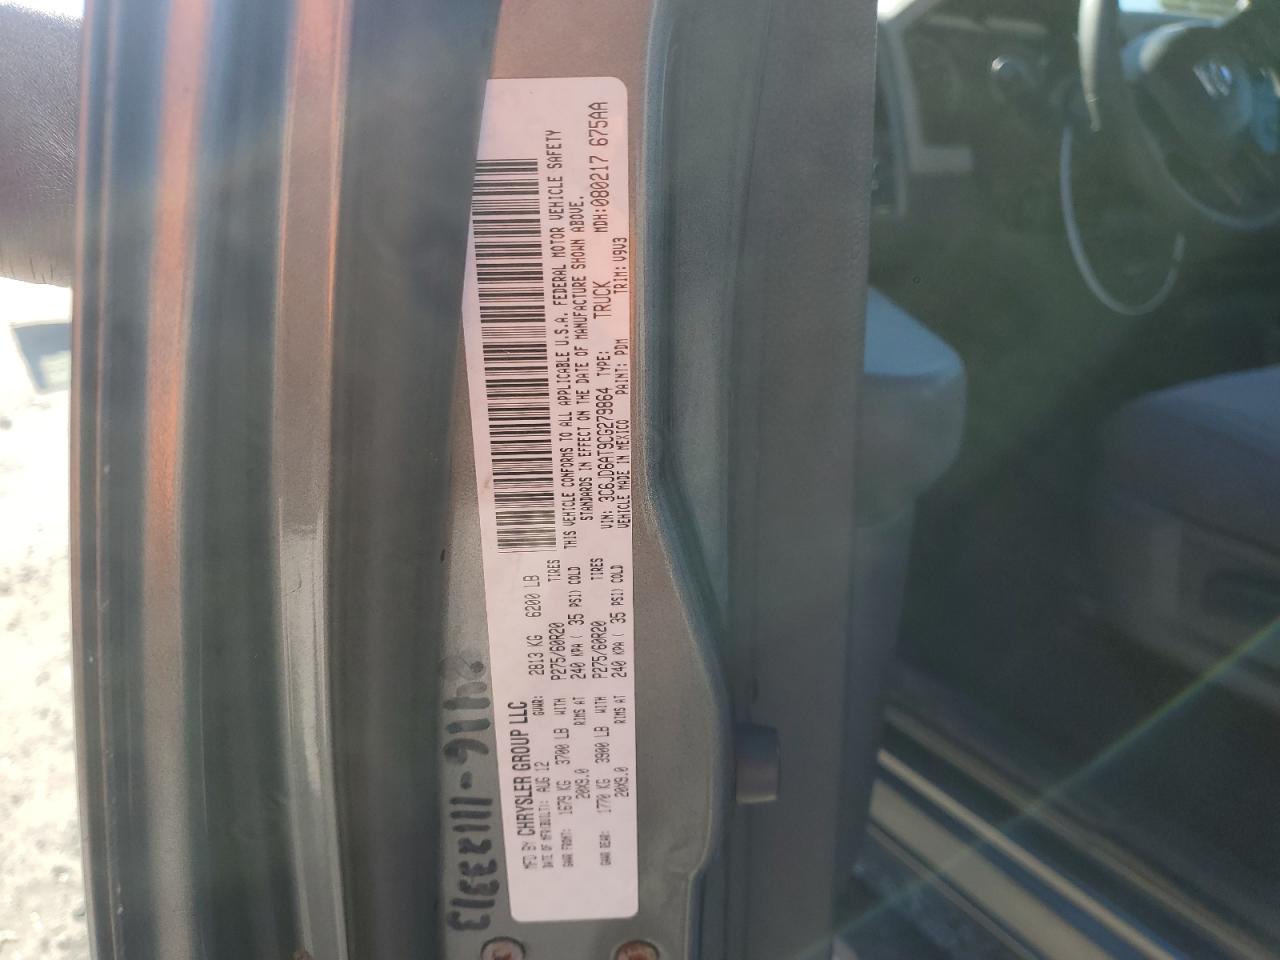 MFD BY CHRYSLER GROUP LLC
DATE OF MFR(BUILT): AUG 12 GVWR: 2813 KG 6200 LB
GAWR FRONT: 1679 KG 3700 LB WITH P275/60R20 TIRES
20X9.0 RIMS AT 240 KPA ( 35 PSI) COLD
GAWR REAR: 1770 KG 3900 LB WITH P275/60R20 TIRES
20X9.0 RIMS AT 240 KPA ( 35 PSI) COLD
THIS VEHICLE CONFORMS TO ALL APPLICABLE U.S.A. FEDERAL MOTOR VEHICLE SAFETY
STANDARDS IN EFFECT ON THE DATE OF MANUFACTURE SHOWN ABOVE.
VIN: 3C6JD6AT9CG279864 TYPE: TRUCK MDH:080217 675AA
VEHICLE MADE IN MEXICO PAINT: PDM TRIM: V9V3